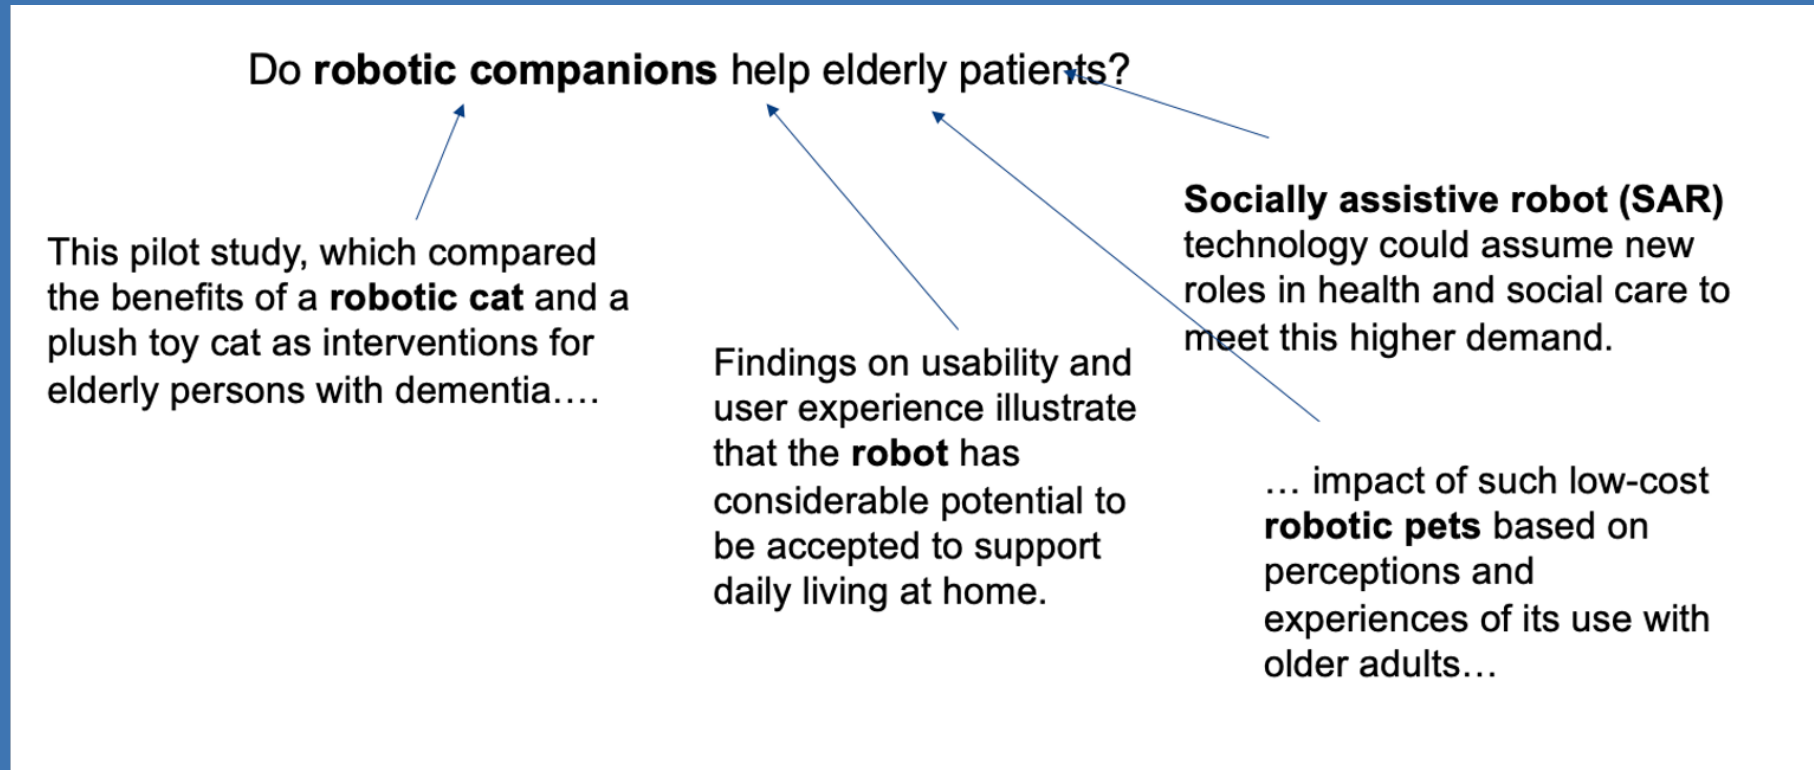 Do robotic companions help elderly patients?
This pilot study, which compared
the benefits of a robotic cat and a
plush toy cat as interventions for
elderly persons with dementia….
Findings on usability and
user experience illustrate
that the robot has
considerable potential to
be accepted to support
daily living at home.
Socially assistive robot (SAR)
technology could assume new
roles in health and social care to
meet this higher demand.
… impact of such low-cost
robotic pets based on
perceptions and
experiences of its use with
older adults…